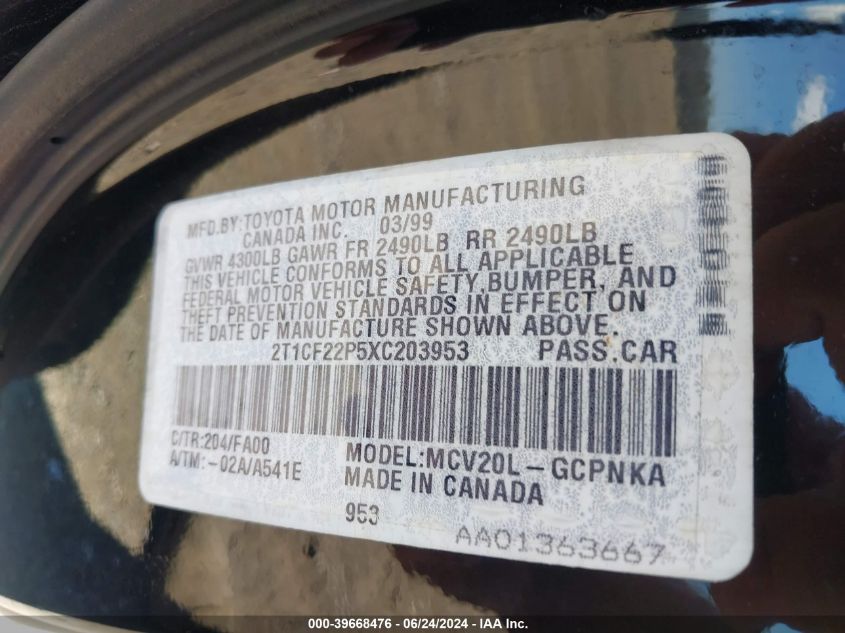 MFD.BY:TOYOTA MOTOR MANUFACTURING
CANADA INC. 03/99
GVWR 4300LB GAWR FR 2490LB RR 2490LB
THIS VEHICLE CONFORMS TO ALL APPLICABLE
FEDERAL MOTOR VEHICLE SAFETY,BUMPER, AND
THEFT PREVENTION STANDARDS IN EFFECT ON
THE DATE OF MANUFACTURE SHOWN ABOVE.
2T1CF22P5XC203953 PASS.CAR
C/TR:204/FA00
A/TM:-02A/A541E
MODEL:MCV20L-GCPNKA
MADE IN CANADA
953
AA01363667
000-39668476 - 06/24/2024 - IAA Inc.